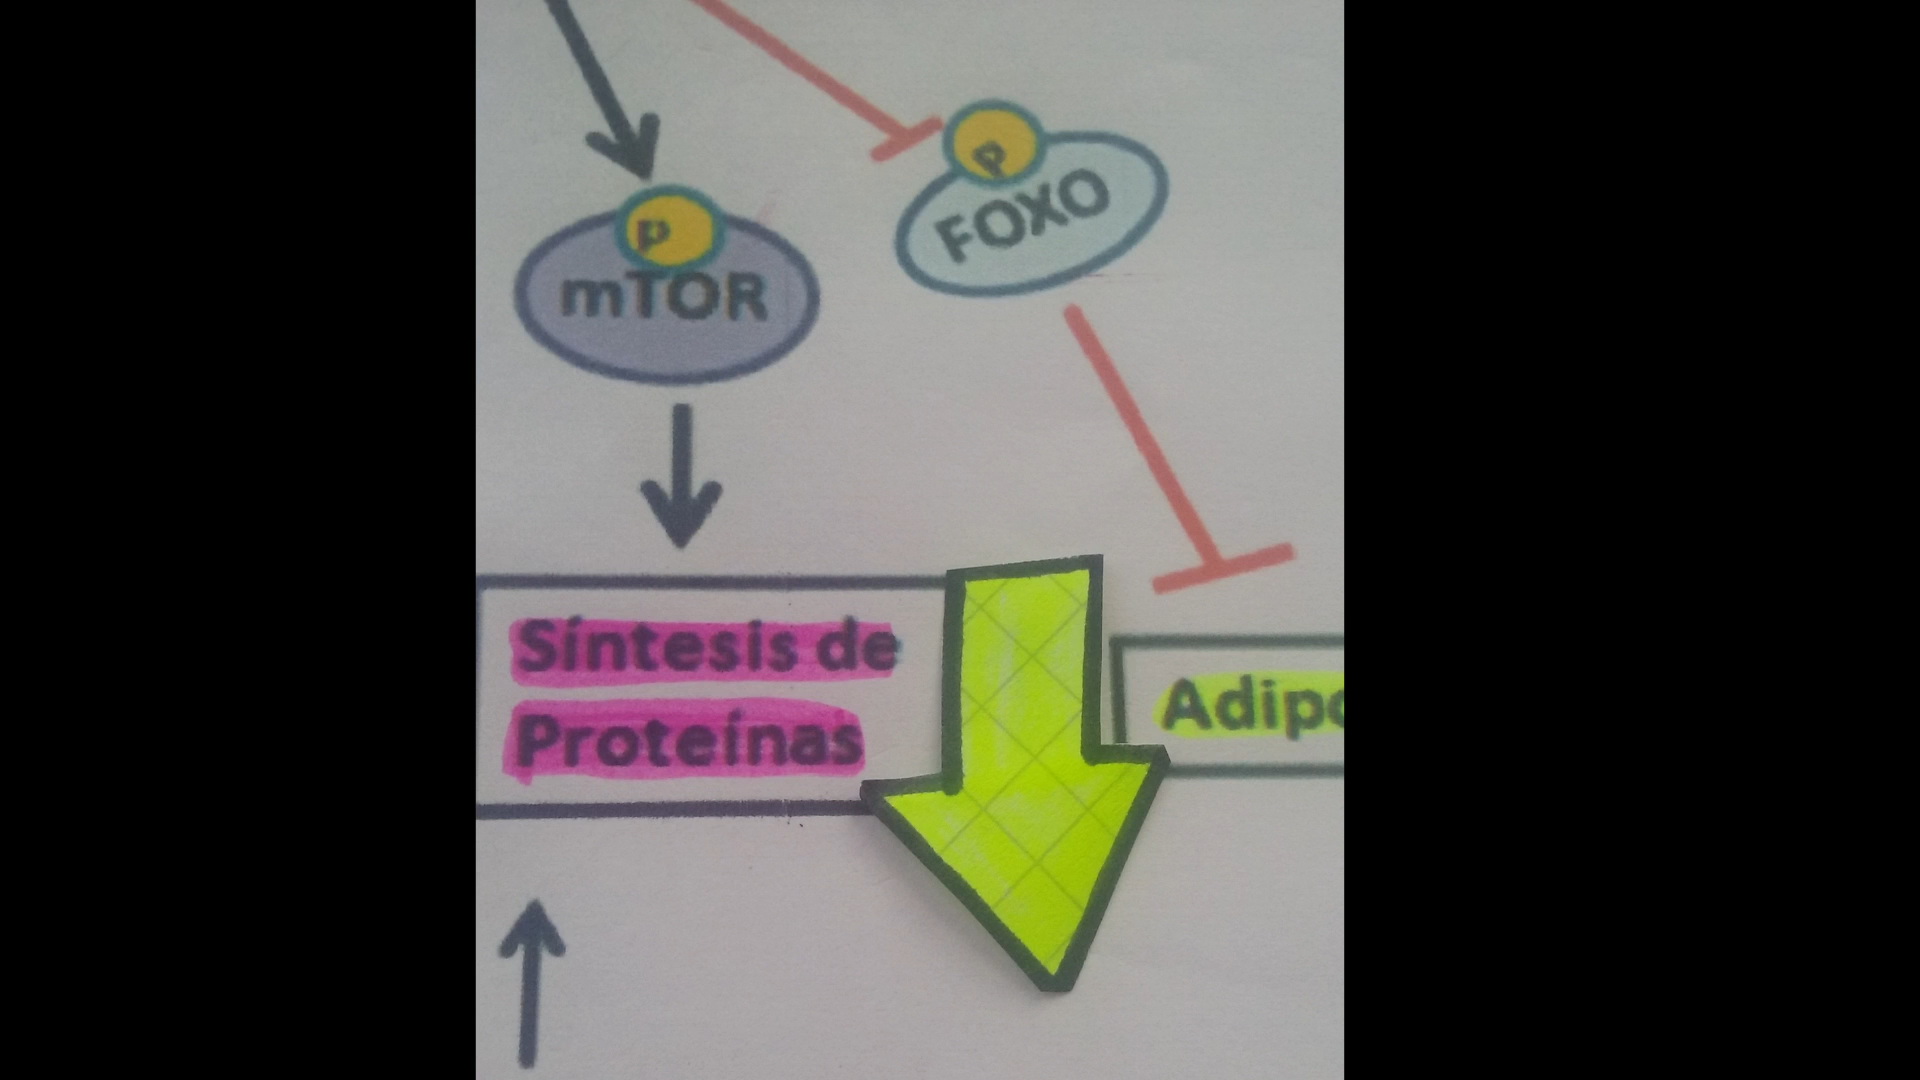 P
FOXO
P
mTOR
Síntesis de
Proteínas